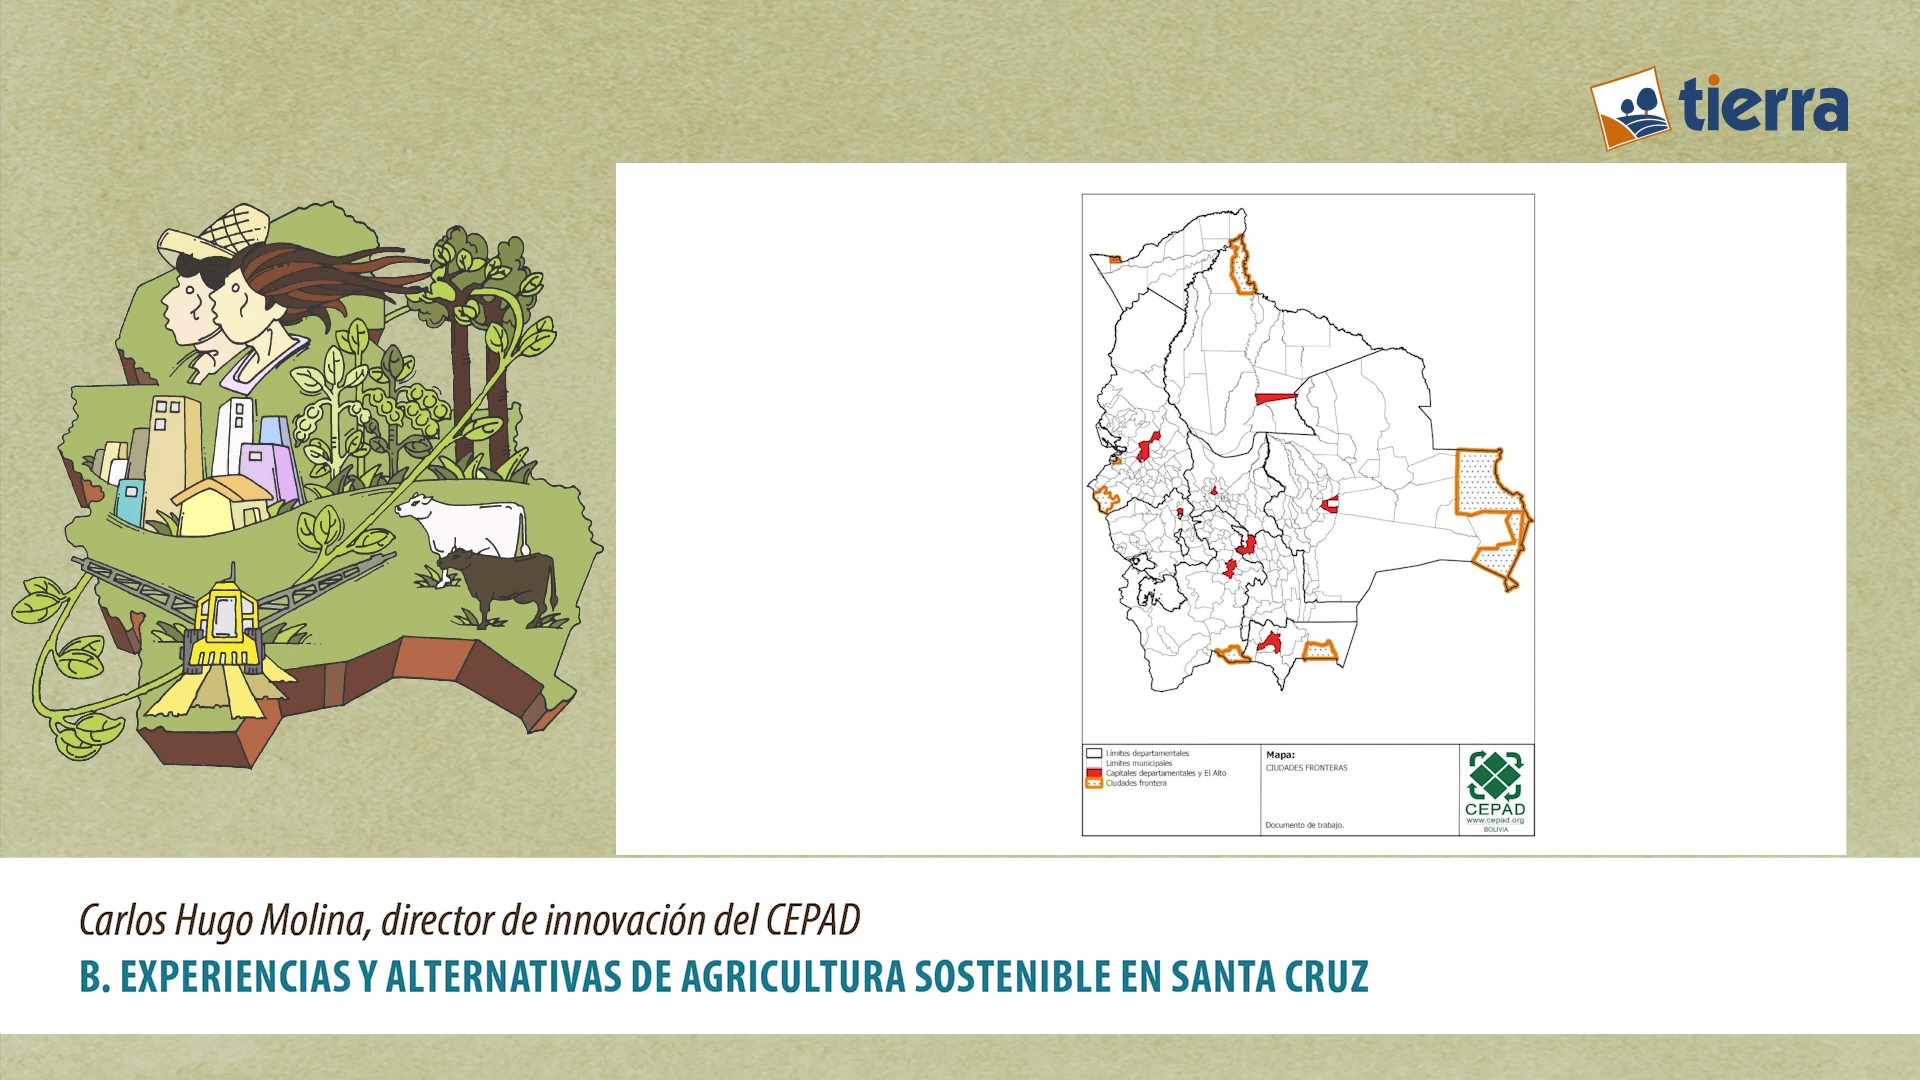 tierra
Límites departamentales
Límites municipales
Capitales departamentales y El Alto
Ciudades frontera
Mapa:
CIUDADES FRONTERAS
Documento de trabajo.
CEPAD
www.cepad.org
BOLIVIA
Carlos Hugo Molina, director de innovación del CEPAD
B. EXPERIENCIAS Y ALTERNATIVAS DE AGRICULTURA SOSTENIBLE EN SANTA CRUZ